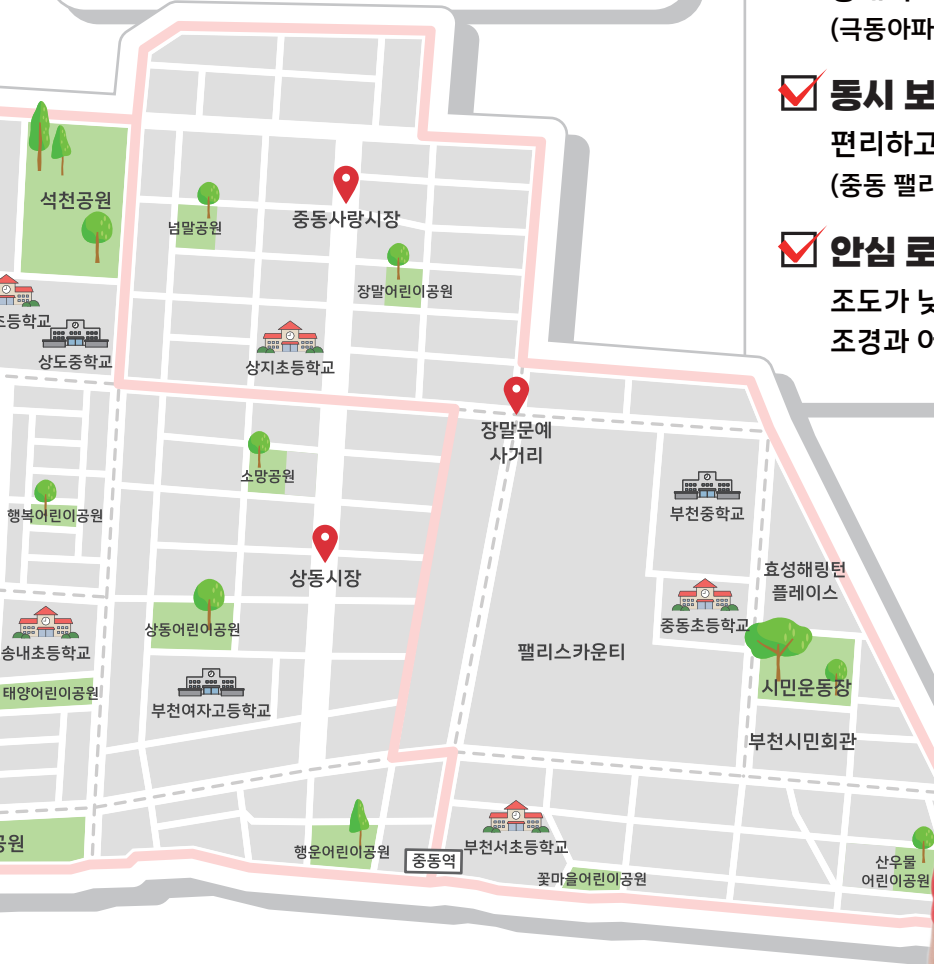 (극동아파
동시 보
편리하고
(중동 팰리
안심 로
조도가 낮
조경과 어
석천공원
넘말공원
중동사랑시장
장말어린이공원
초등학교
상도중학교
상지초등학교
장말문예
사거리
소망공원
행복어린이공원
부천중학교
상동시장
효성해링턴
플레이스
상동어린이공원
중동초등학교
송내초등학교
팰리스카운티
태양어린이공원
시민운동장
부천여자고등학교
부천시민회관
공원
행운어린이공원
중동역
부천서초등학교
꽃마을어린이공원
산우물
어린이공원